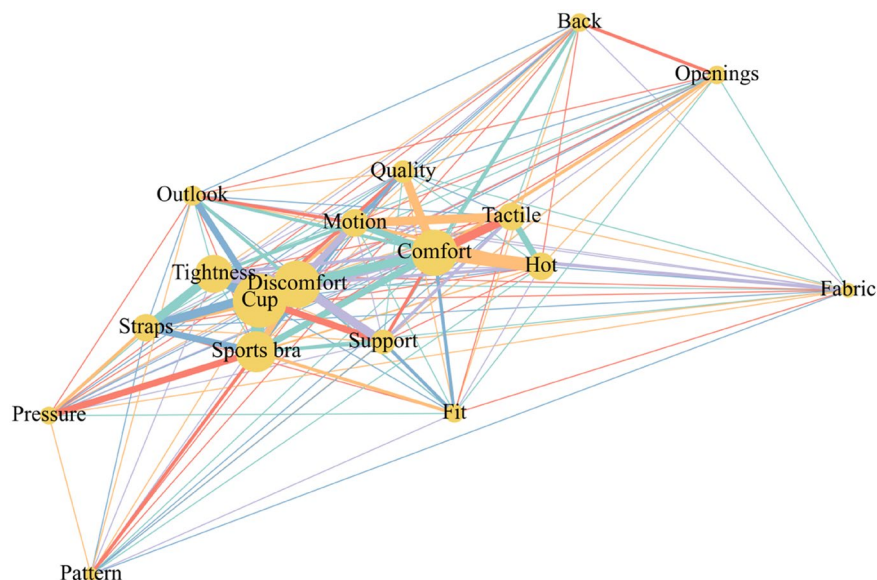 Back
Openings
Quality
Outlook
Motion
Tactile
Comfort
Hot
Tightness
Discomfort
Cup
Fabric
Straps
Support
Sports bra
Pressure
Fit
Pattern